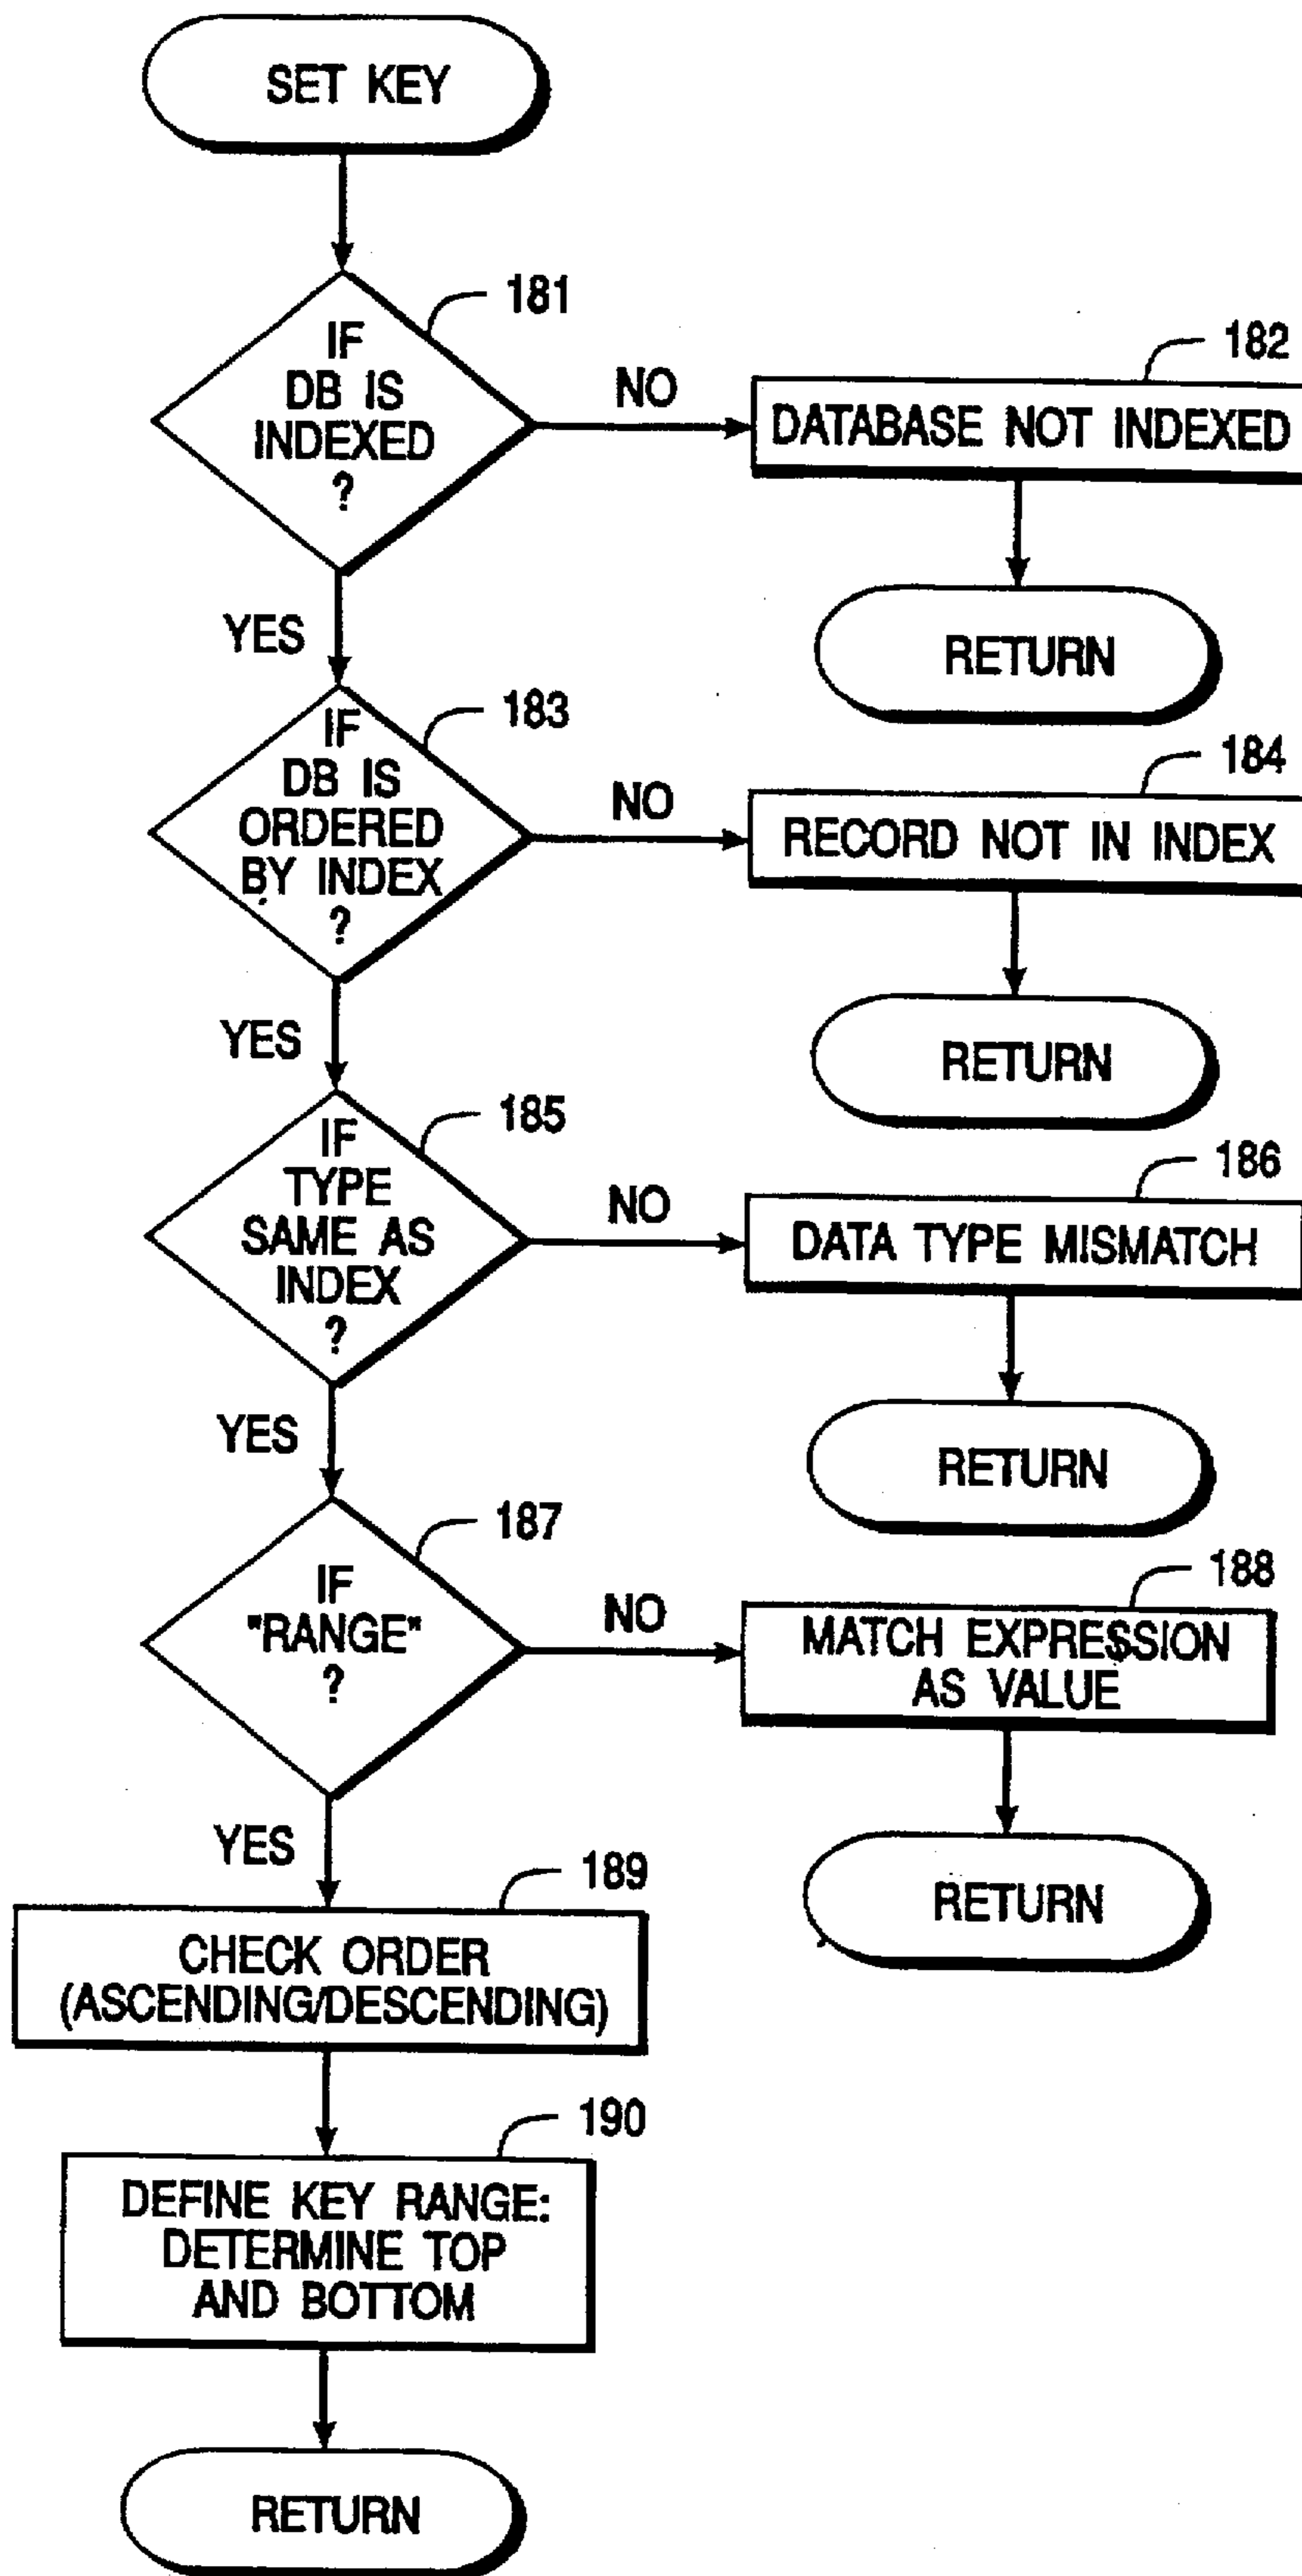 SET KEY
181
IF
DB IS
INDEXED
?
NO
182
DATABASE NOT INDEXED
RETURN
YES
183
IF
DB IS
ORDERED
BY INDEX
?
NO
184
RECORD NOT IN INDEX
RETURN
YES
185
IF
TYPE
SAME AS
INDEX
?
NO
186
DATA TYPE MISMATCH
RETURN
YES
187
IF
"RANGE"
?
NO
188
MATCH EXPRESSION
AS VALUE
RETURN
YES
189
CHECK ORDER
(ASCENDING/DESCENDING)
190
DEFINE KEY RANGE:
DETERMINE TOP
AND BOTTOM
RETURN